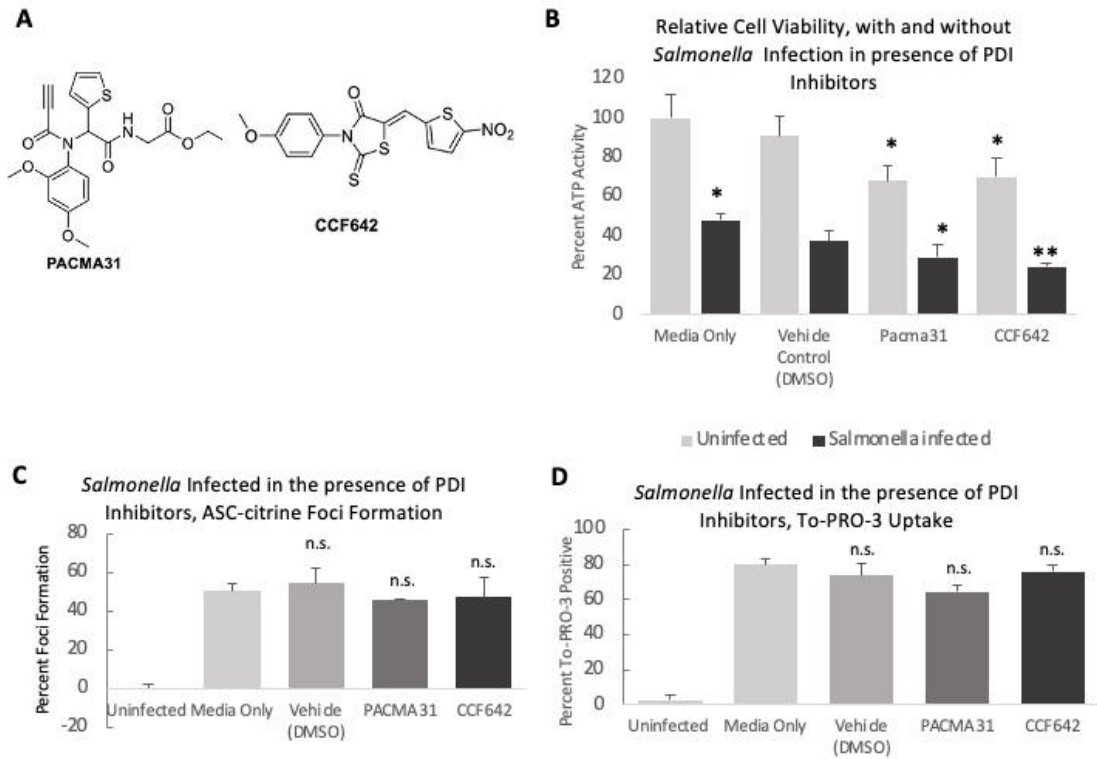 A
S
O
N
H
N
O
O
O
O
O
PACMA31
O
N
S
S
O
S
NO2
CCF642
B
Relative Cell Viability, with and without
Salmonella Infection in presence of PDI
Inhibitors
Percent ATP Activity
120
100
80
60
40
20
0
*
*
*
*
**
Media Only
Vehide
Control
(DMSO)
Pacma31
CCF642
Uninfected
Salmonella infected
C
Salmonella Infected in the presence of PDI
Inhibitors, ASC-citrine Foci Formation
Percent Foci Formation
80
60
40
20
0
-20
n.s.
n.s.
n.s.
Uninfected
Media Only
Vehide
(DMSO)
PACMA31
CCF642
D
Salmonella Infected in the presence of PDI
Inhibitors, To-PRO-3 Uptake
Percent To-PRO-3 Positive
100
80
60
40
20
0
n.s.
n.s.
n.s.
Uninfected
Media Only
Vehide
(DMSO)
PACMA31
CCF642